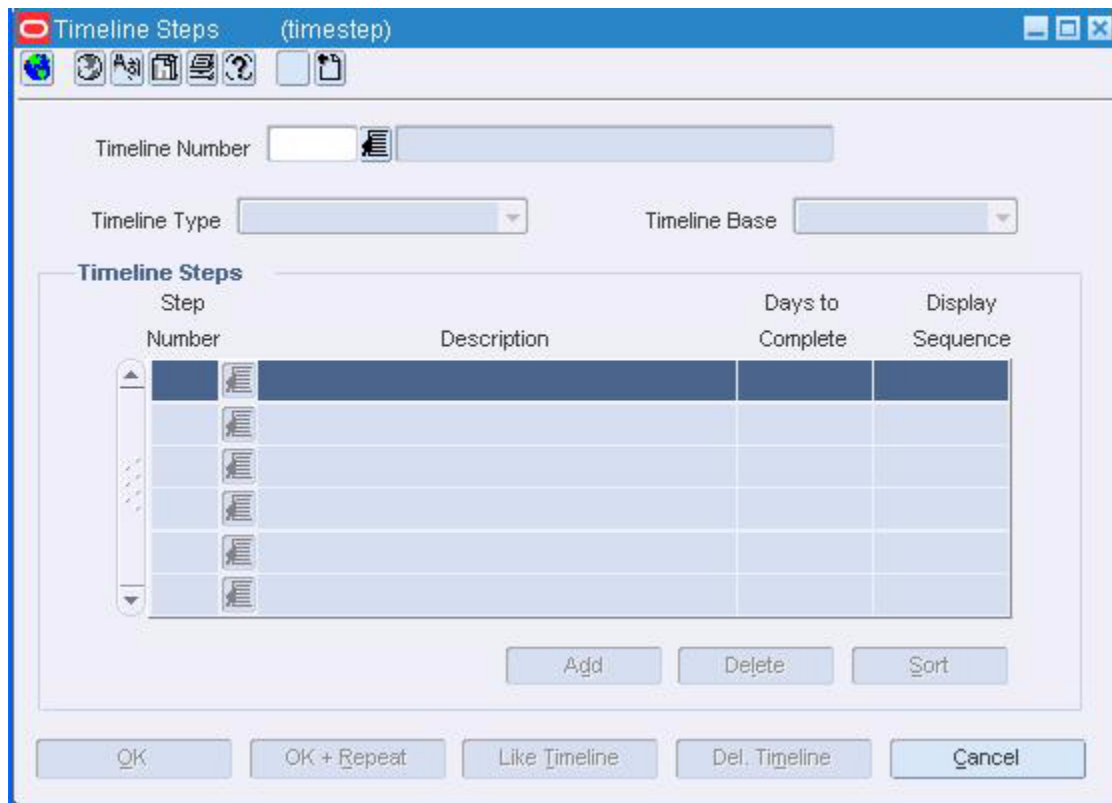 Timeline Steps (timestep)
Timeline Number
Timeline Type Timeline Base
Timeline Steps
Step Days to Display
Number Description Complete Sequence
Add Delete Sort
OK OK + Repeat Like Timeline Del. Timeline Cancel